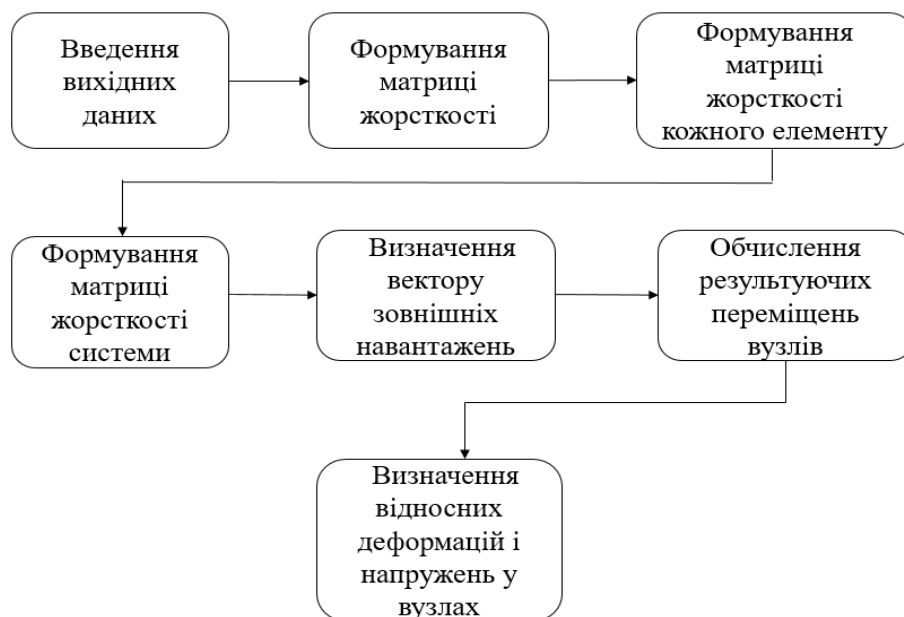 Введення
вихідних
даних
Формування
матриці
жорсткості
Формування
матриці
жорсткості
кожного елементу
Формування
матриці
жорсткості
системи
Визначення
вектору
зовнішніх
навантажень
Обчислення
результуючих
переміщень
вузлів
Визначення
відносних
деформацій і
напружень у
вузлах